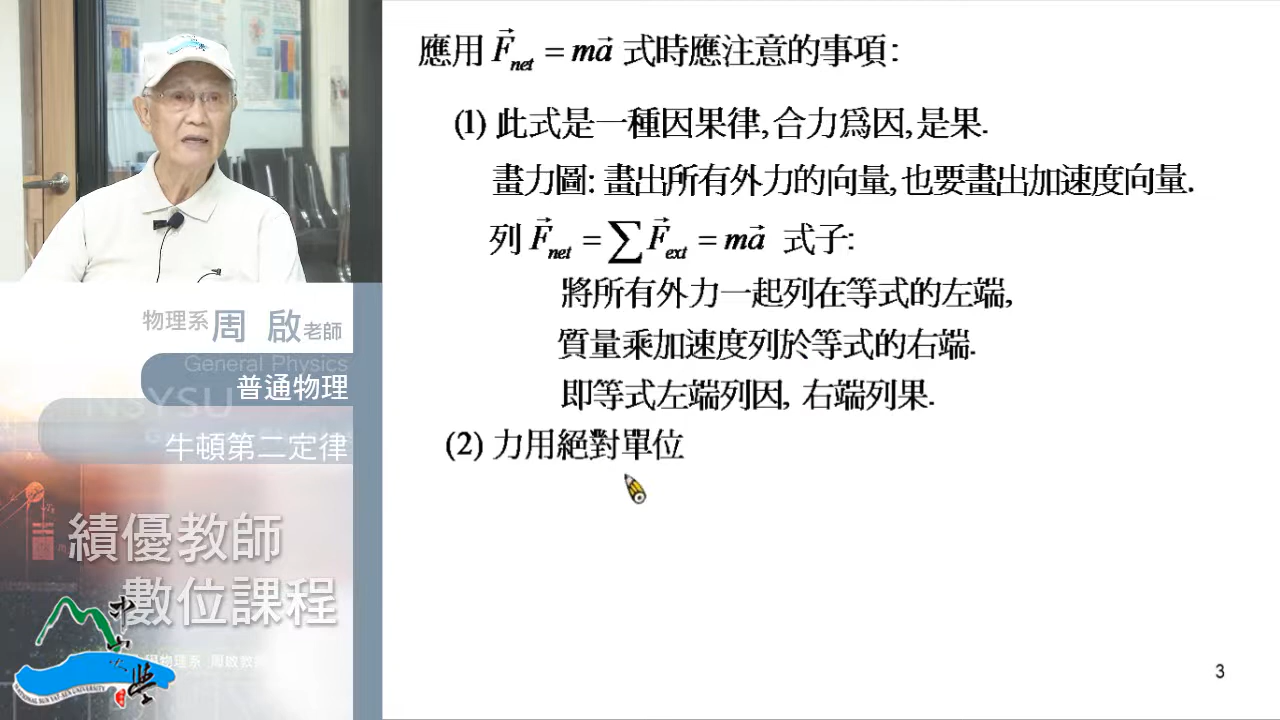 應用 F⃗net = ma⃗ 式時應注意的事項:
(1) 此式是一種因果律,合力爲因,是果.
畫力圖: 畫出所有外力的向量,也要畫出加速度向量.
列 F⃗net = ∑F⃗ext = ma⃗ 式子:
將所有外力一起列在等式的左端,
質量乘加速度列於等式的右端.
即等式左端列因, 右端列果.
(2) 力用絕對單位
3
物理系周 啟老師
General Physics
普通物理
NSYSU
牛頓第二定律
績優教師
數位課程
NATIONAL SUN YAT-SEN UNIVERSITY